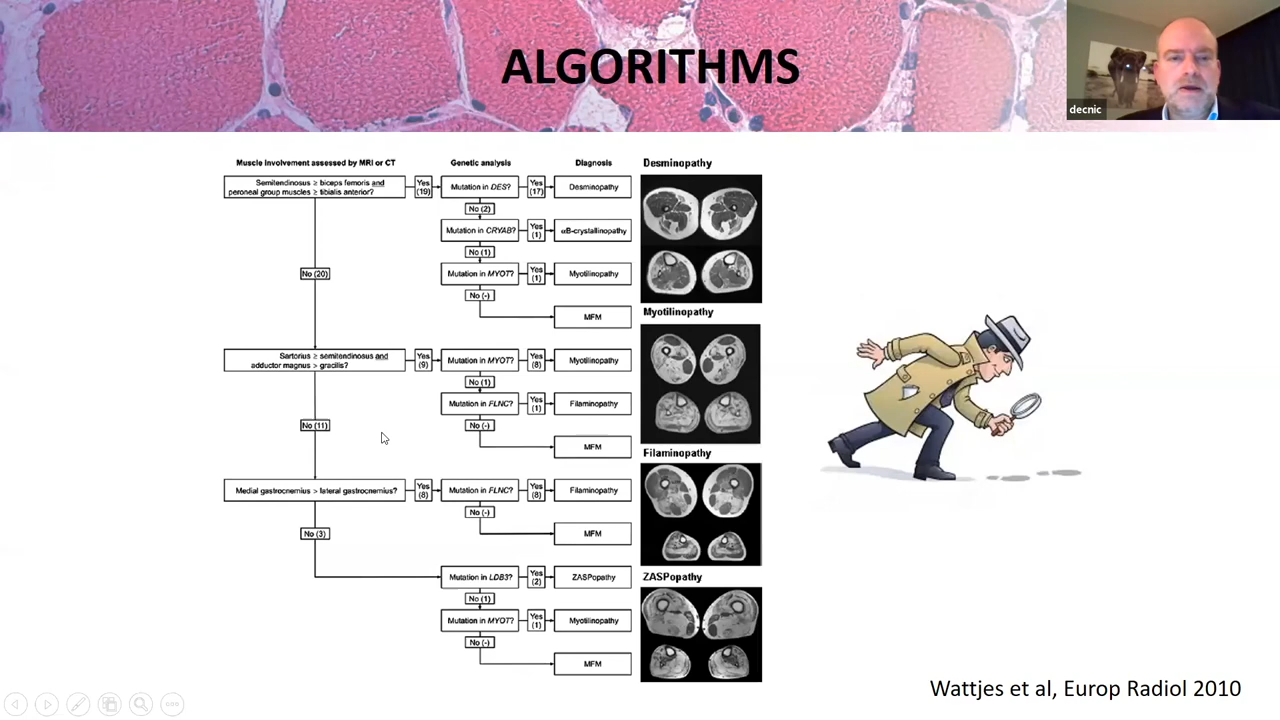 ALGORITHMS
decnic
Muscle involvement assessed by MRI or CT
Genetic analysis
Diagnosis
Semitendinosus ≥ biceps femoris and
peroneal group muscles ≥ tibialis anterior?
Yes
(19)
Mutation in DES?
Yes
(17)
Desminopathy
No (2)
Mutation in CRYAB?
Yes
(1)
αB-crystallinopathy
No (1)
No (20)
Mutation in MYOT?
Yes
(1)
Myotilinopathy
No (-)
MFM
Sartorius ≥ semitendinosus and
adductor magnus > gracilis?
Yes
(9)
Mutation in MYOT?
Yes
(8)
Myotilinopathy
No (1)
Mutation in FLNC?
Yes
(1)
Filaminopathy
No (11)
No (-)
MFM
Medial gastrocnemius > lateral gastrocnemius?
Yes
(8)
Mutation in FLNC?
Yes
(8)
Filaminopathy
No (-)
MFM
No (3)
Mutation in LDB3?
Yes
(2)
ZASPopathy
No (1)
Mutation in MYOT?
Yes
(1)
Myotilinopathy
No (-)
MFM
Desminopathy
Myotilinopathy
Filaminopathy
ZASPopathy
Wattjes et al, Europ Radiol 2010